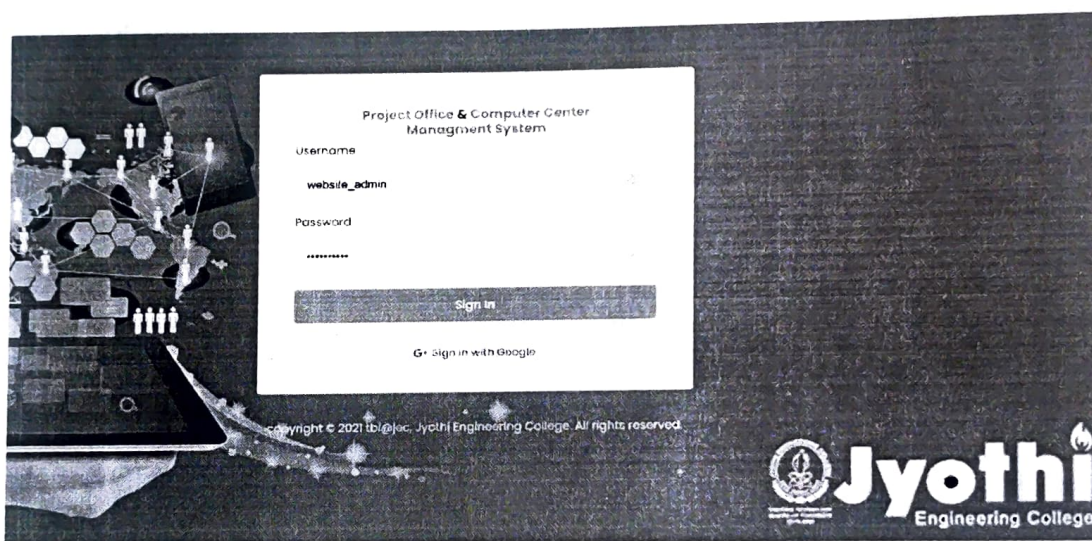 Project Office & Computer Center
Managment System
Username
website_admin
Password
••••••••••
Sign In
G+ Sign in with Google
copyright © 2021 tbi@jec, Jyothi Engineering College. All rights reserved.
Jyothi
Engineering College